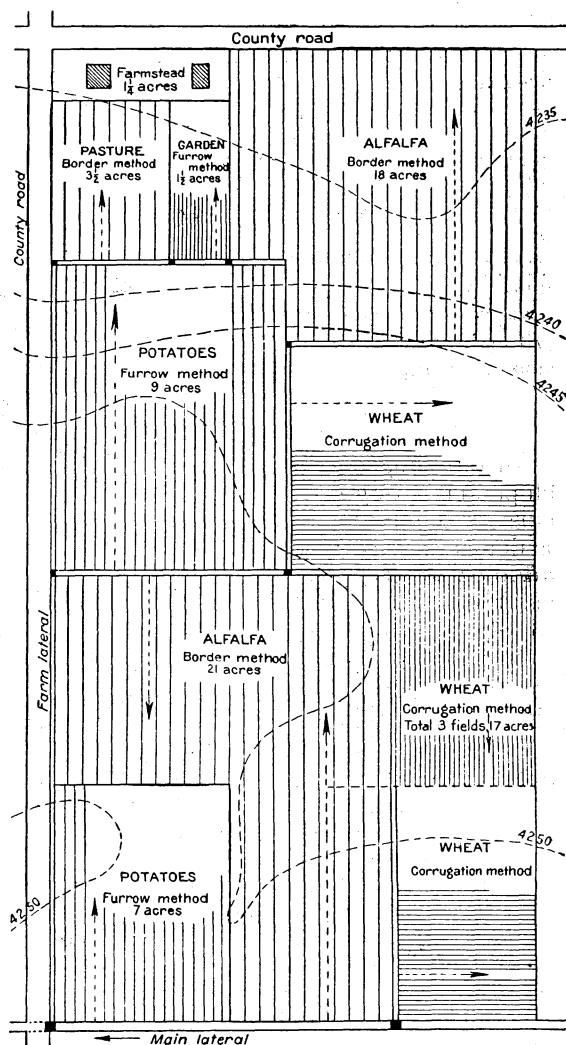 County road
Farmstead
1¼ acres
County road
PASTURE
Border method
3½ acres
GARDEN
Furrow
method
1½ acres
ALFALFA
Border method
18 acres
4235
4240
4245
POTATOES
Furrow method
9 acres
WHEAT
Corrugation method
ALFALFA
Border method
21 acres
Farm lateral
WHEAT
Corrugation method
Total 3 fields, 17 acres
4250
WHEAT
Corrugation method
POTATOES
Furrow method
7 acres
4250
Main lateral